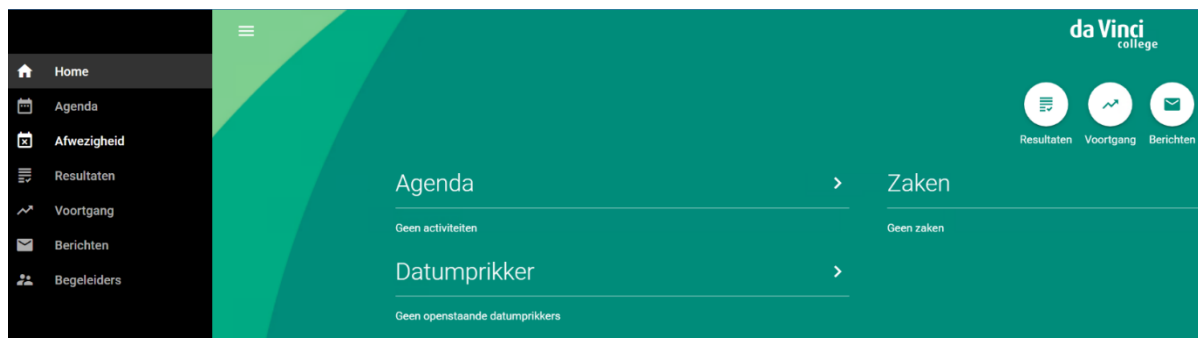 Home
Agenda
Afwezigheid
Resultaten
Voortgang
Berichten
Begeleiders
da Vinci
college
Resultaten Voortgang Berichten
Agenda
Geen activiteiten
Datumprikker
Geen openstaande datumprikkers
Zaken
Geen zaken